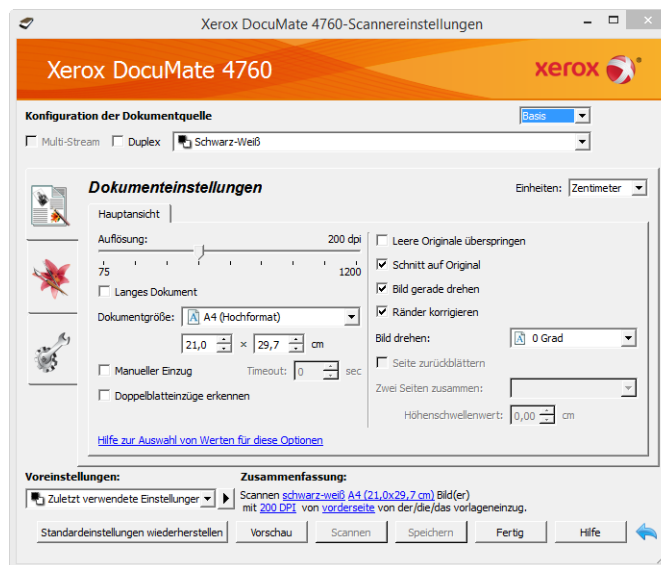 Xerox DocuMate 4760-Scannereinstellungen
Xerox DocuMate 4760
xerox
Konfiguration der Dokumentquelle
Basis
Multi-Stream
Duplex
Schwarz-Weiß
Dokumenteinstellungen
Einheiten: Zentimeter
Hauptansicht
Auflösung: 200 dpi
75 1200
Langes Dokument
Dokumentgröße: A4 (Hochformat)
21,0 × 29,7 cm
Manueller Einzug Timeout: 0 sec
Doppelblatteinzüge erkennen
Hilfe zur Auswahl von Werten für diese Optionen
Leere Originale überspringen
Schnitt auf Original
Bild gerade drehen
Ränder korrigieren
Bild drehen: 0 Grad
Seite zurückblättern
Zwei Seiten zusammen:
Höhenschwellenwert: 0,00 cm
Voreinstellungen:
Zuletzt verwendete Einstellunger
Zusammenfassung:
Scannen schwarz-weiß A4 (21,0x29,7 cm) Bild(er)
mit 200 DPI von vorderseite von der/die/das vorlageneinzug.
Standardeinstellungen wiederherstellen
Vorschau
Scannen
Speichern
Fertig
Hilfe